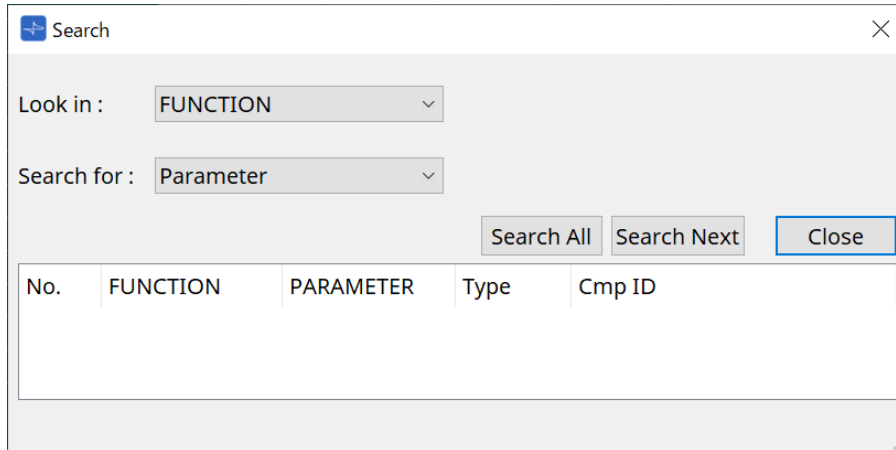 Search
Look in : FUNCTION
Search for : Parameter
Search All Search Next Close
No. FUNCTION PARAMETER Type Cmp ID